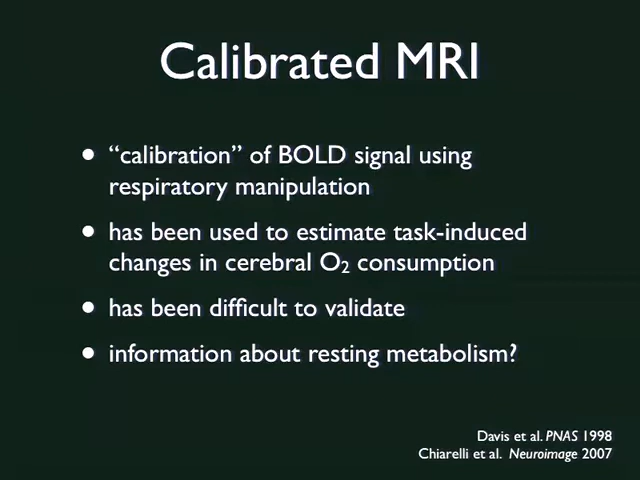 Calibrated MRI
• “calibration” of BOLD signal using
respiratory manipulation
• has been used to estimate task-induced
changes in cerebral O₂ consumption
• has been difficult to validate
• information about resting metabolism?
Davis et al. PNAS 1998
Chiarelli et al. Neuroimage 2007